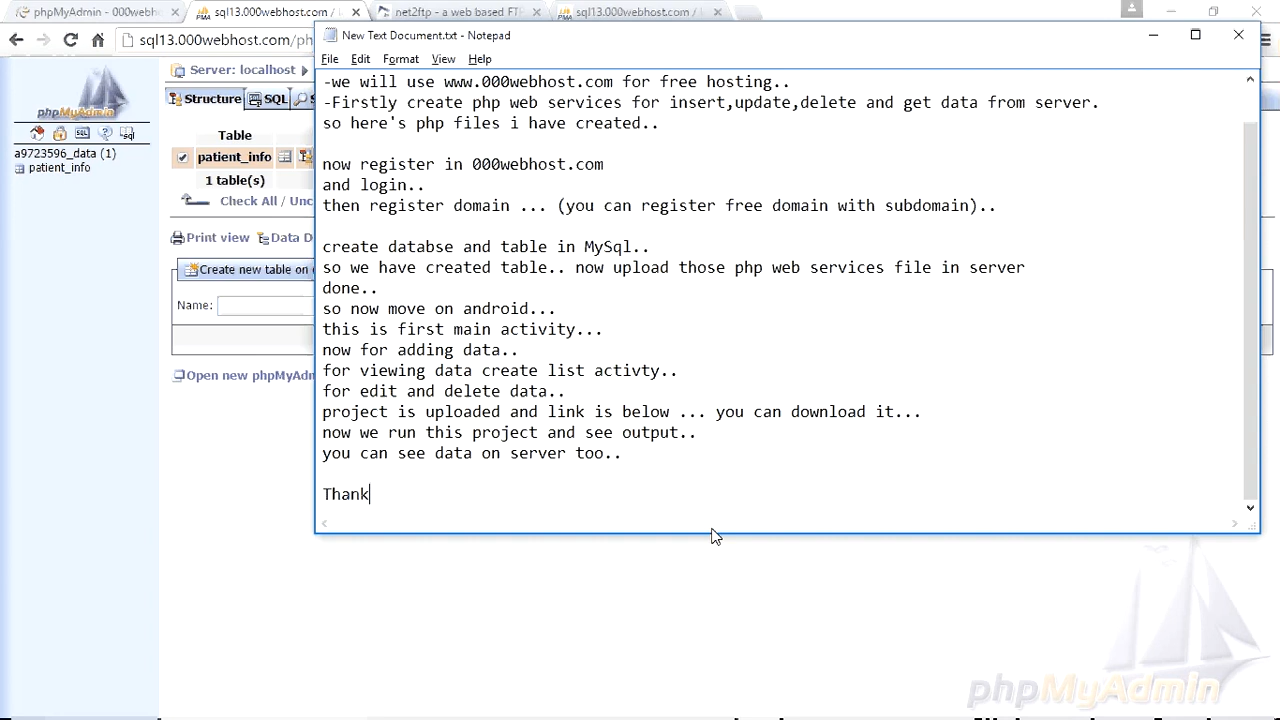 phpMyAdmin - 000webh
sql13.000webhost.com /
net2ftp - a web based FTP
sql13.000webhost.com /
New Text Document.txt - Notepad
sql13.000webhost.com/ph
File Edit Format View Help
phpMyAdmin
Server: localhost
Structure
SQL
Table
a9723596_data (1)
patient_info
patient_info
1 table(s)
Check All / Unc
Print view
Data D
Create new table on
Name:
Open new phpMyAdm
-we will use www.000webhost.com for free hosting..
-Firstly create php web services for insert,update,delete and get data from server.
so here's php files i have created..
now register in 000webhost.com
and login..
then register domain ... (you can register free domain with subdomain)..
create databse and table in MySql..
so we have created table.. now upload those php web services file in server
done..
so now move on android...
this is first main activity...
now for adding data..
for viewing data create list activty..
for edit and delete data..
project is uploaded and link is below ... you can download it...
now we run this project and see output..
you can see data on server too..
Thank
phpMyAdmin